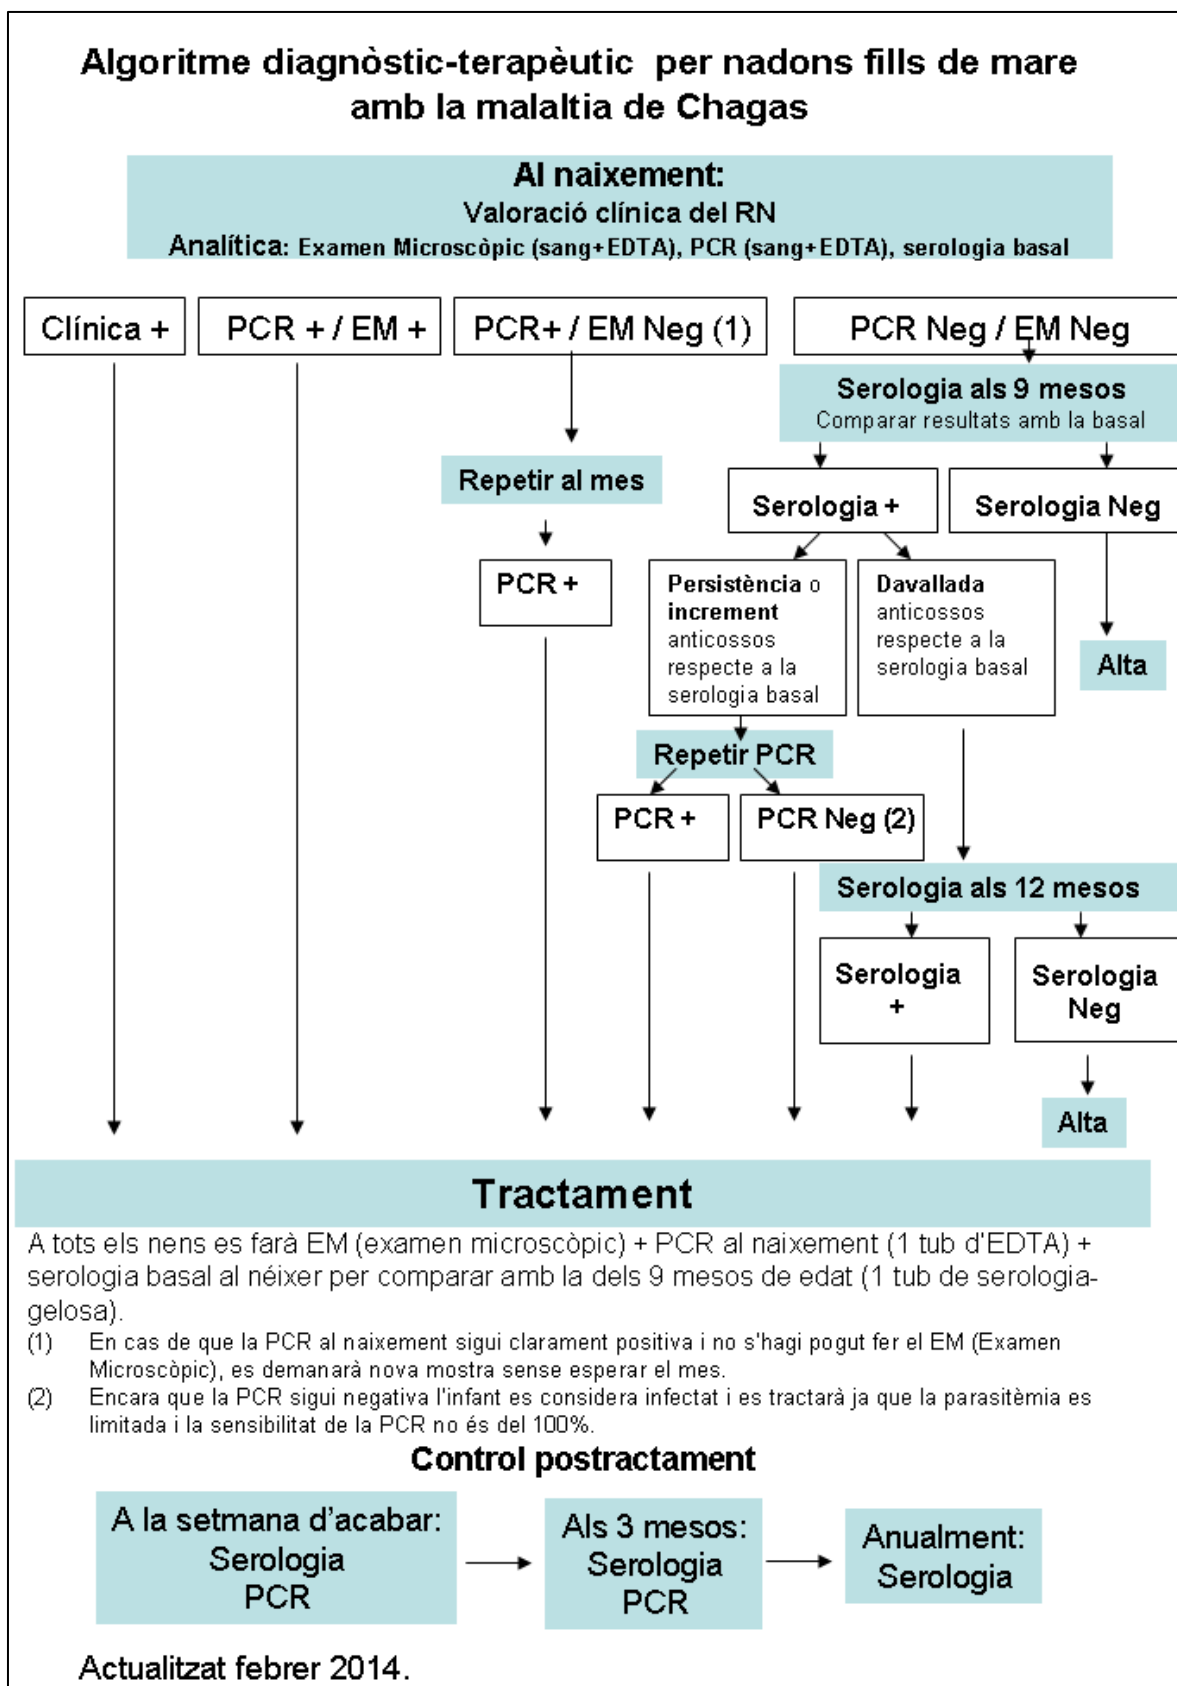 Algoritme diagnòstic-terapèutic per nadons fills de mare
amb la malaltia de Chagas
Al naixement:
Valoració clínica del RN
Analítica: Examen Microscòpic (sang+EDTA), PCR (sang+EDTA), serologia basal
Clínica +
PCR + / EM +
PCR+ / EM Neg (1)
PCR Neg / EM Neg
Serologia als 9 mesos
Comparar resultats amb la basal
Repetir al mes
Serologia +
Serologia Neg
PCR +
Persistència o
increment
anticossos
respecte a la
serologia basal
Davallada
anticossos
respecte a la
serologia basal
Alta
Repetir PCR
PCR +
PCR Neg (2)
Serologia als 12 mesos
Serologia
+
Serologia
Neg
Alta
Tractament
A tots els nens es farà EM (examen microscòpic) + PCR al naixement (1 tub d'EDTA) +
serologia basal al néixer per comparar amb la dels 9 mesos de edat (1 tub de serologia-
gelosa).
(1) En cas de que la PCR al naixement sigui clarament positiva i no s'hagi pogut fer el EM (Examen
Microscòpic), es demanarà nova mostra sense esperar el mes.
(2) Encara que la PCR sigui negativa l'infant es considera infectat i es tractarà ja que la parasitèmia es
limitada i la sensibilitat de la PCR no és del 100%.
Control postractament
A la setmana d'acabar:
Serologia
PCR
Als 3 mesos:
Serologia
PCR
Anualment:
Serologia
Actualitzat febrer 2014.